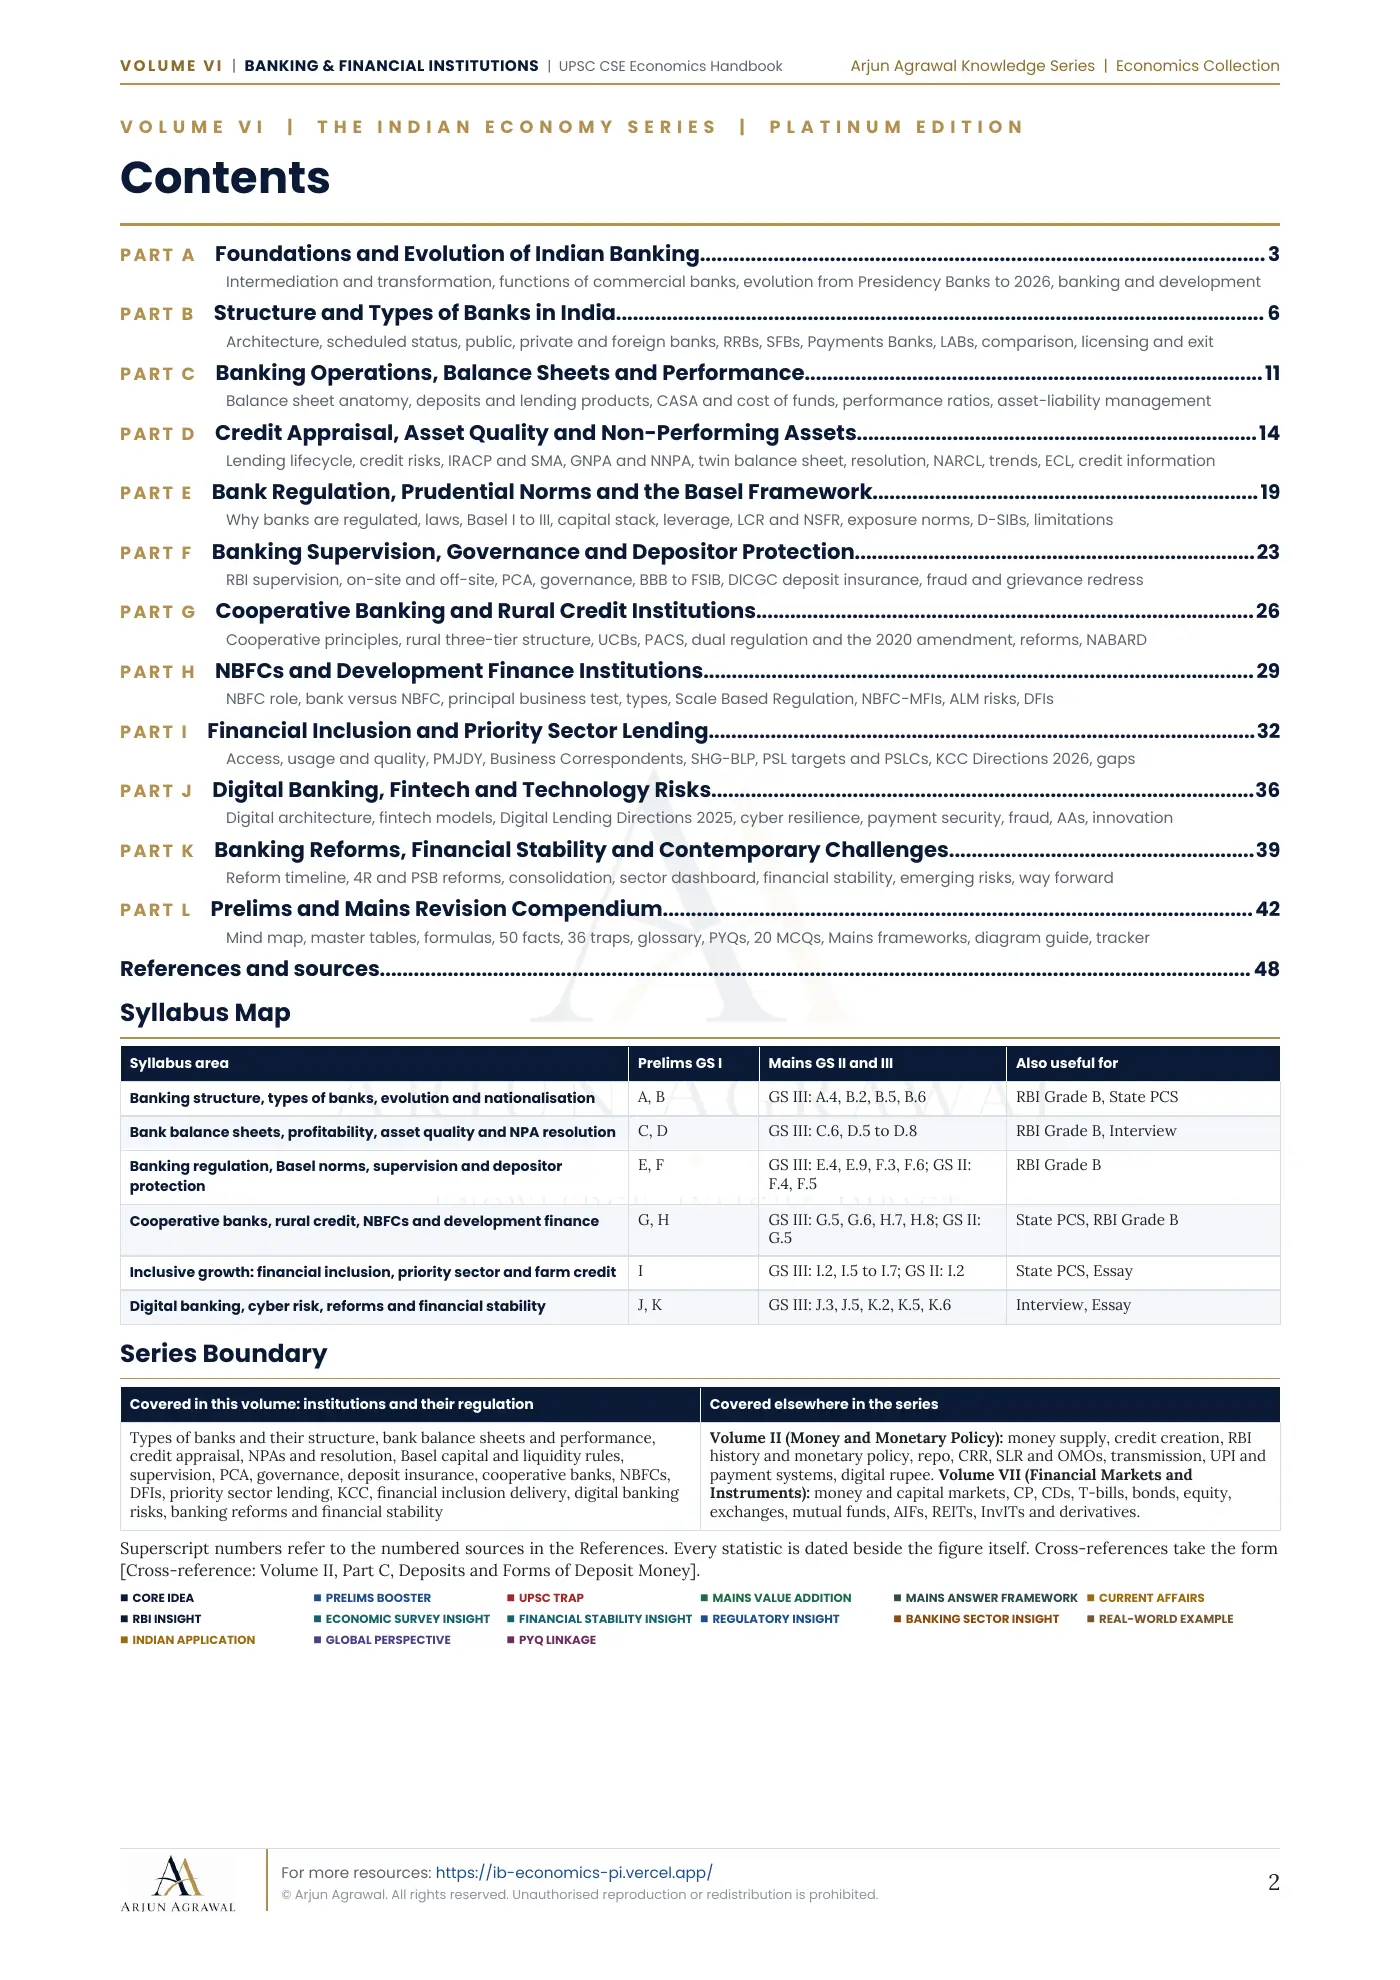 VOLUME VI | BANKING & FINANCIAL INSTITUTIONS | UPSC CSE Economics Handbook Arjun Agrawal Knowledge Series | Economics Collection
VOLUME VI | THE INDIAN ECONOMY SERIES | PLATINUM EDITION
Contents
PART A Foundations and Evolution of Indian Banking 3
Intermediation and transformation, functions of commercial banks, evolution from Presidency Banks to 2026, banking and development
PART B Structure and Types of Banks in India 6
Architecture, scheduled status, public, private and foreign banks, RRBs, SFBs, Payments Banks, LABs, comparison, licensing and exit
PART C Banking Operations, Balance Sheets and Performance 11
Balance sheet anatomy, deposits and lending products, CASA and cost of funds, performance ratios, asset-liability management
PART D Credit Appraisal, Asset Quality and Non-Performing Assets 14
Lending lifecycle, credit risks, IRACP and SMA, GNPA and NNPA, twin balance sheet, resolution, NARCL, trends, ECL, credit information
PART E Bank Regulation, Prudential Norms and the Basel Framework 19
Why banks are regulated, laws, Basel I to III, capital stack, leverage, LCR and NSFR, exposure norms, D-SIBs, limitations
PART F Banking Supervision, Governance and Depositor Protection 23
RBI supervision, on-site and off-site, PCA, governance, BBB to FSIB, DICGC deposit insurance, fraud and grievance redress
PART G Cooperative Banking and Rural Credit Institutions 26
Cooperative principles, rural three-tier structure, UCBs, PACS, dual regulation and the 2020 amendment, reforms, NABARD
PART H NBFCs and Development Finance Institutions 29
NBFC role, bank versus NBFC, principal business test, types, Scale Based Regulation, NBFC-MFIs, ALM risks, DFIs
PART I Financial Inclusion and Priority Sector Lending 32
Access, usage and quality, PMJDY, Business Correspondents, SHG-BLP, PSL targets and PSLCs, KCC Directions 2026, gaps
PART J Digital Banking, Fintech and Technology Risks 36
Digital architecture, fintech models, Digital Lending Directions 2025, cyber resilience, payment security, fraud, AAs, innovation
PART K Banking Reforms, Financial Stability and Contemporary Challenges 39
Reform timeline, 4R and PSB reforms, consolidation, sector dashboard, financial stability, emerging risks, way forward
PART L Prelims and Mains Revision Compendium 42
Mind map, master tables, formulas, 50 facts, 36 traps, glossary, PYQs, 20 MCQs, Mains frameworks, diagram guide, tracker
References and sources 48
Syllabus Map
Syllabus area Prelims GS I Mains GS II and III Also useful for
Banking structure, types of banks, evolution and nationalisation A, B GS III: A.4, B.2, B.5, B.6 RBI Grade B, State PCS
Bank balance sheets, profitability, asset quality and NPA resolution C, D GS III: C.6, D.5 to D.8 RBI Grade B, Interview
Banking regulation, Basel norms, supervision and depositor protection E, F GS III: E.4, E.9, F.3, F.6; GS II: F.4, F.5 RBI Grade B
Cooperative banks, rural credit, NBFCs and development finance G, H GS III: G.5, G.6, H.7, H.8; GS II: G.5 State PCS, RBI Grade B
Inclusive growth: financial inclusion, priority sector and farm credit I GS III: I.2, I.5 to I.7; GS II: I.2 State PCS, Essay
Digital banking, cyber risk, reforms and financial stability J, K GS III: J.3, J.5, K.2, K.5, K.6 Interview, Essay
Series Boundary
Covered in this volume: institutions and their regulation Covered elsewhere in the series
Types of banks and their structure, bank balance sheets and performance,
credit appraisal, NPAs and resolution, Basel capital and liquidity rules,
supervision, PCA, governance, deposit insurance, cooperative banks, NBFCs,
DFIs, priority sector lending, KCC, financial inclusion delivery, digital banking
risks, banking reforms and financial stability
Volume II (Money and Monetary Policy): money supply, credit creation, RBI
history and monetary policy, repo, CRR, SLR and OMOs, transmission, UPI and
payment systems, digital rupee. Volume VII (Financial Markets and
Instruments): money and capital markets, CP, CDs, T-bills, bonds, equity,
exchanges, mutual funds, AIFs, REITs, InvITs and derivatives.
Superscript numbers refer to the numbered sources in the References. Every statistic is dated beside the figure itself. Cross-references take the form
[Cross-reference: Volume II, Part C, Deposits and Forms of Deposit Money].
CORE IDEA PRELIMS BOOSTER UPSC TRAP MAINS VALUE ADDITION MAINS ANSWER FRAMEWORK CURRENT AFFAIRS
RBI INSIGHT ECONOMIC SURVEY INSIGHT FINANCIAL STABILITY INSIGHT REGULATORY INSIGHT BANKING SECTOR INSIGHT REAL-WORLD EXAMPLE
INDIAN APPLICATION GLOBAL PERSPECTIVE PYQ LINKAGE
ARJUN AGRAWAL
KNOWLEDGE INSIGHT IMPACT
ARJUN AGRAWAL
For more resources: https://ib-economics-pi.vercel.app/
© Arjun Agrawal. All rights reserved. Unauthorised reproduction or redistribution is prohibited.
2